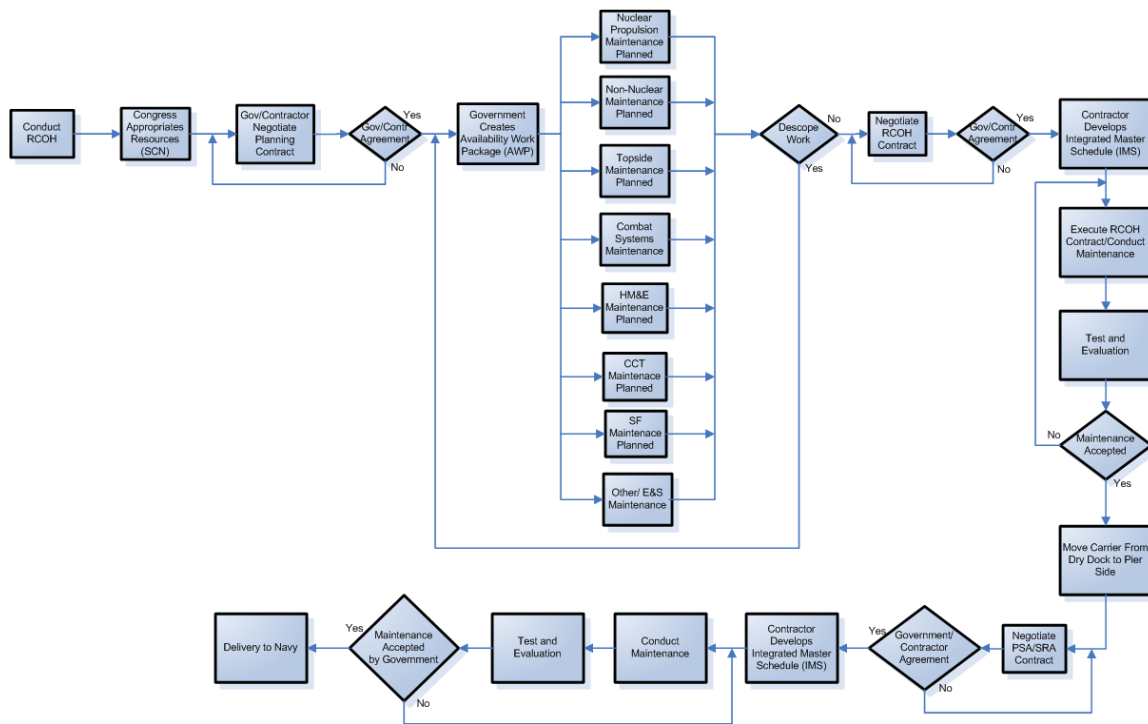 Conduct
RCOH
Congress
Appropriates
Resources
(SCN)
Gov/Contractor
Negotiate
Planning
Contract
Gov/Contr
Agreement
Yes
No
Government
Creates
Availability Work
Package (AWP)
Nuclear
Propulsion
Maintenance
Planned
Non-Nuclear
Maintenance
Planned
Topside
Maintenance
Planned
Combat
Systems
Maintenance
HM&E
Maintenance
Planned
CCT
Maintenace
Planned
SF
Maintenace
Planned
Other/ E&S
Maintenance
Descope
Work
No
Yes
Negotiate
RCOH
Contract
Gov/Contr
Agreement
Yes
No
Contractor
Develops
Integrated Master
Schedule (IMS)
Execute RCOH
Contract/Conduct
Maintenance
Test and
Evaluation
Maintenance
Accepted
No
Yes
Move Carrier From
Dry Dock to Pier
Side
Negotiate
PSA/SRA
Contract
Government/
Contractor
Agreement
Yes
No
Contractor
Develops
Integrated Master
Schedule (IMS)
Conduct
Maintenance
Test and
Evaluation
Maintenance
Accepted
by Government
Yes
No
Delivery to Navy